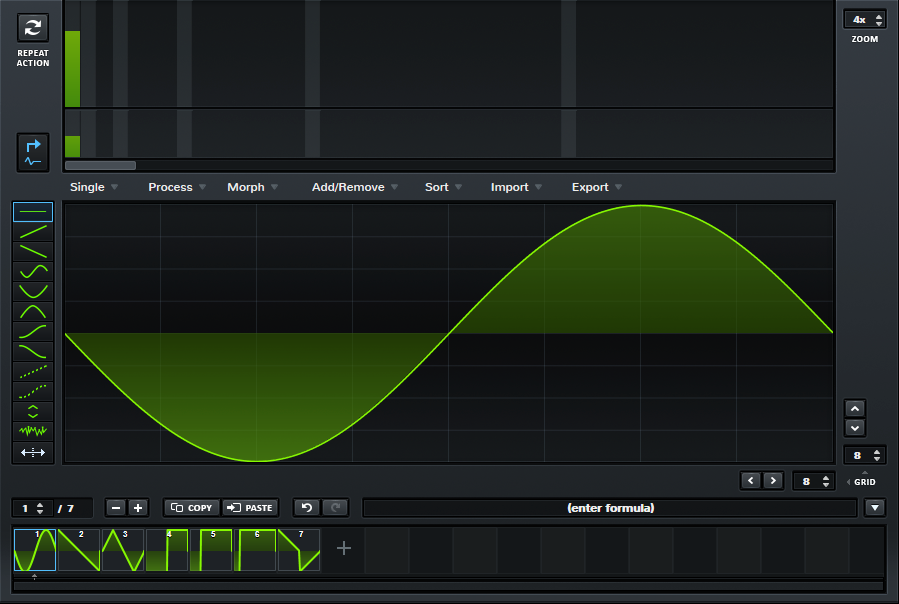 4x
REPEAT
ACTION
ZOOM
Single Process Morph Add/Remove Sort Import Export
8
8 GRID
1 / 7 COPY PASTE (enter formula)
1 2 3 4 5 6 7